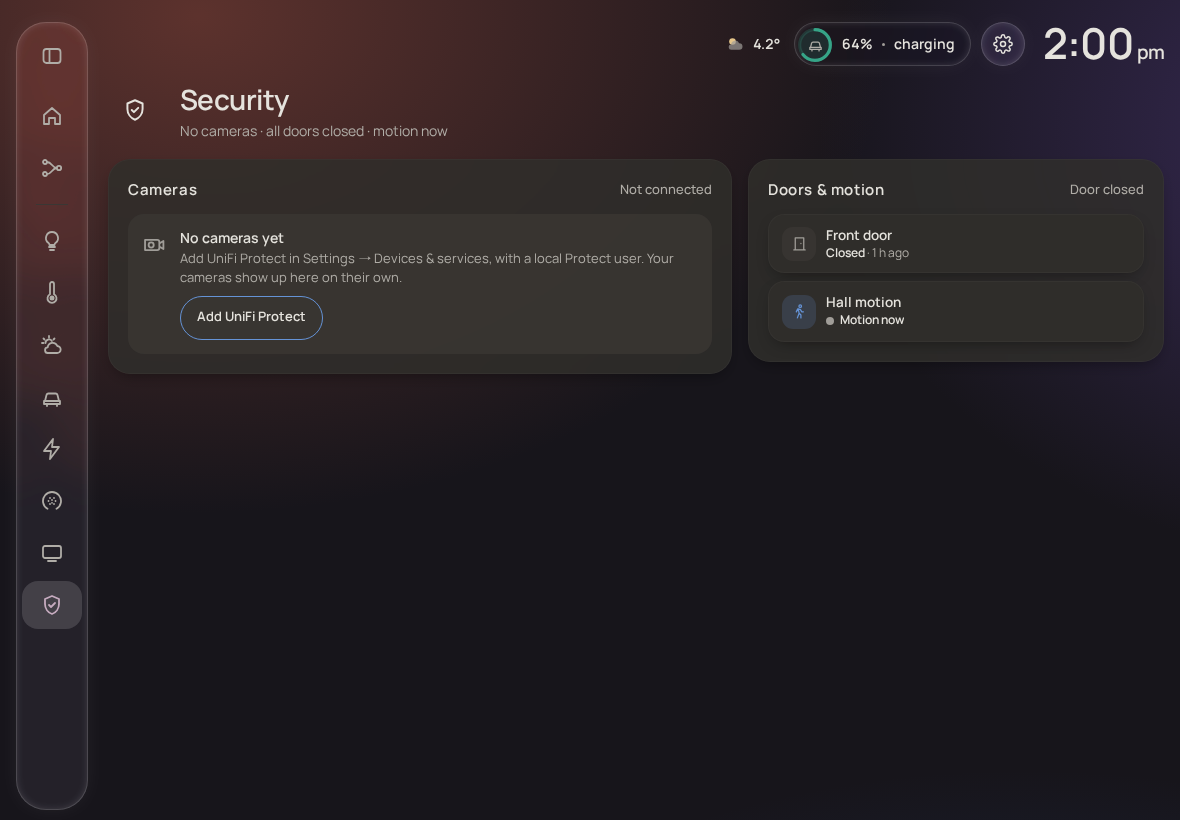 4.2°
64% • charging
2:00 pm
Security
No cameras · all doors closed · motion now
Cameras
Not connected
No cameras yet
Add UniFi Protect in Settings → Devices & services, with a local Protect user. Your
cameras show up here on their own.
Add UniFi Protect
Doors & motion
Door closed
Front door
Closed · 1 h ago
Hall motion
Motion now